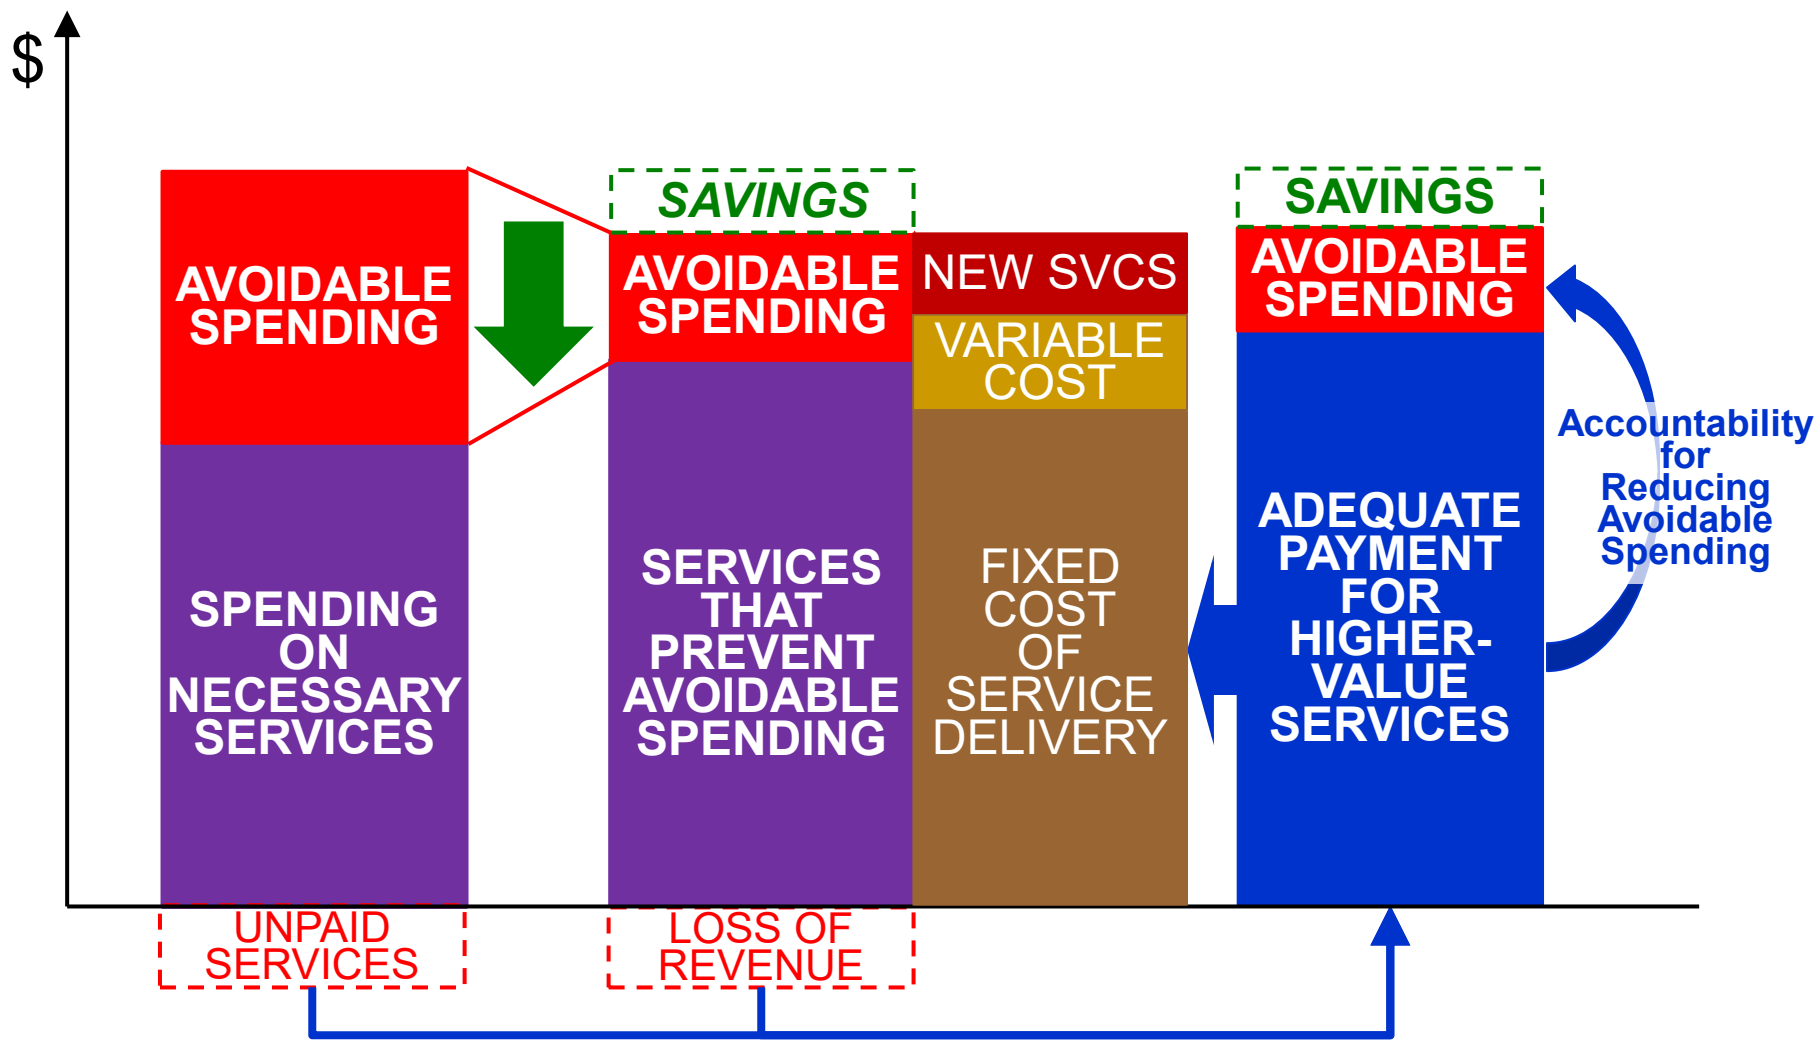 $
AVOIDABLE
SPENDING
SPENDING
ON
NECESSARY
SERVICES
UNPAID
SERVICES
SAVINGS
AVOIDABLE
SPENDING
SERVICES
THAT
PREVENT
AVOIDABLE
SPENDING
LOSS OF
REVENUE
NEW SVCS
VARIABLE
COST
FIXED
COST
OF
SERVICE
DELIVERY
SAVINGS
AVOIDABLE
SPENDING
ADEQUATE
PAYMENT
FOR
HIGHER-
VALUE
SERVICES
Accountability
for
Reducing
Avoidable
Spending